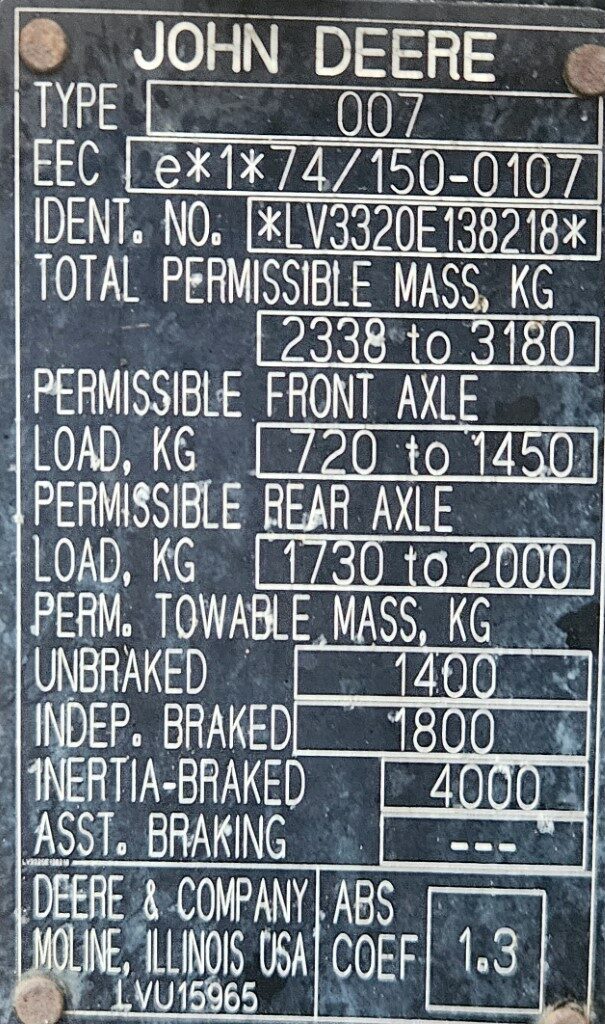 JOHN DEERE
TYPE 007
EEC e*1*74/150-0107
IDENT. NO. *LV3320E138218*
TOTAL PERMISSIBLE MASS, KG
2338 to 3180
PERMISSIBLE FRONT AXLE
LOAD, KG 720 to 1450
PERMISSIBLE REAR AXLE
LOAD, KG 1730 to 2000
PERM. TOWABLE MASS, KG
UNBRAKED 1400
INDEP. BRAKED 1800
INERTIA-BRAKED 4000
ASST. BRAKING ---
LV3320E138218
DEERE & COMPANY
MOLINE, ILLINOIS USA
LVU15965
ABS
COEF 1.3